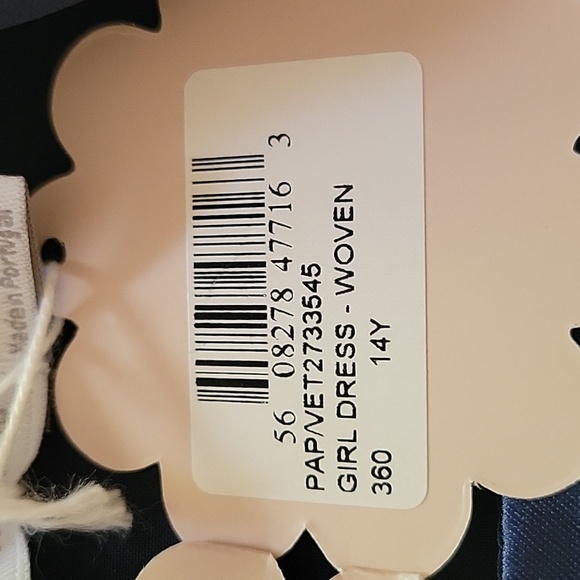 56 08278 47716 3
PAP/VET2733545
GIRL DRESS - WOVEN
360 14Y
Made in Portugal